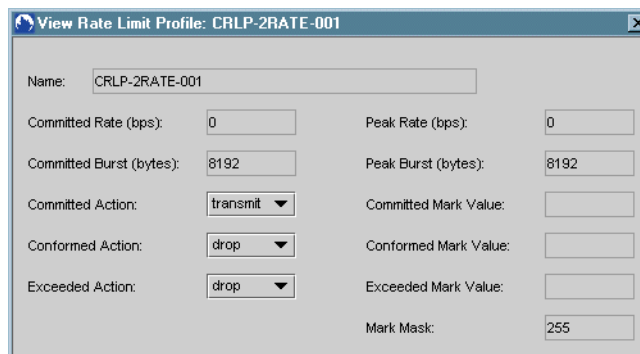 View Rate Limit Profile: CRLP-2RATE-001
Name: CRLP-2RATE-001
Committed Rate (bps): 0 Peak Rate (bps): 0
Committed Burst (bytes): 8192 Peak Burst (bytes): 8192
Committed Action: transmit Committed Mark Value:
Conformed Action: drop Conformed Mark Value:
Exceeded Action: drop Exceeded Mark Value:
Mark Mask: 255